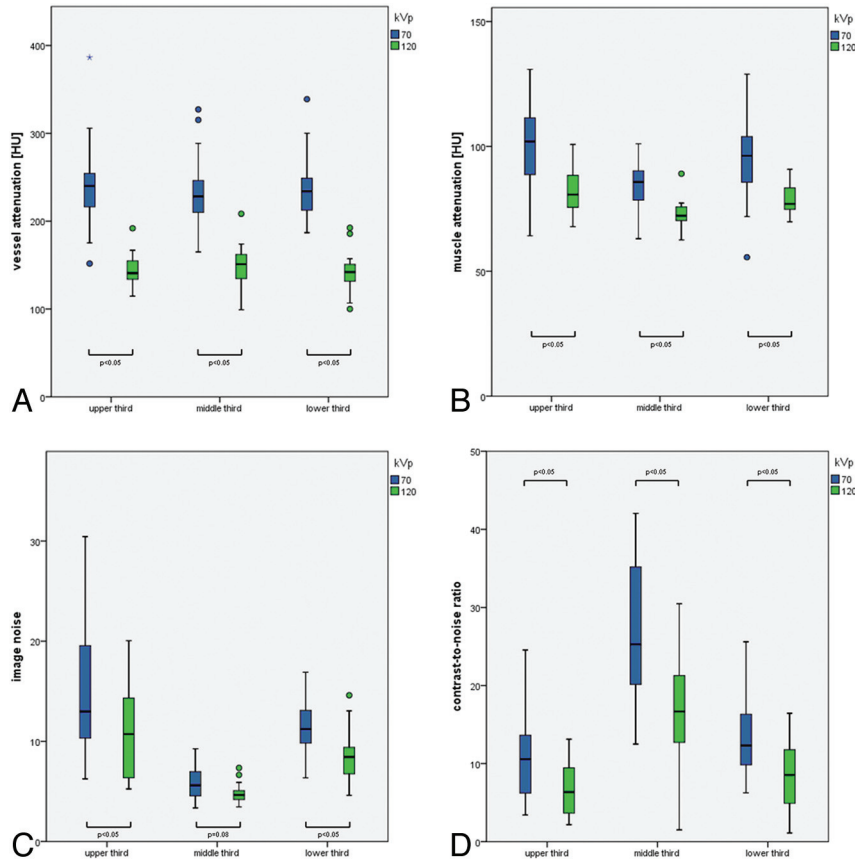 kVp
70
120
400
300
200
100
0
vessel attenuation [HU]
p<0.05 p<0.05 p<0.05
upper third middle third lower third
A
kVp
70
120
150
100
50
0
muscle attenuation [HU]
p<0.05 p<0.05 p<0.05
upper third middle third lower third
B
kVp
70
120
30
20
10
0
image noise
p<0.05 p=0.08 p<0.05
upper third middle third lower third
C
kVp
70
120
50
40
30
20
10
0
contrast-to-noise ratio
p<0.05 p<0.05 p<0.05
upper third middle third lower third
D